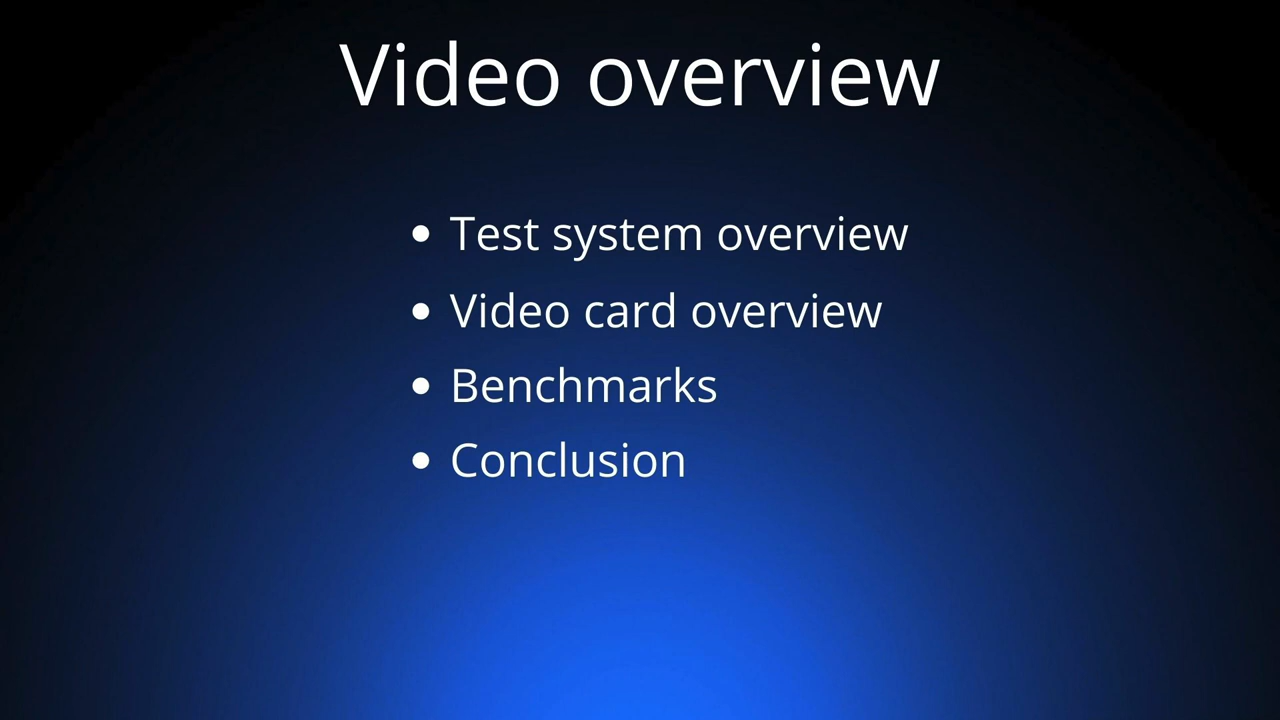 Video overview
• Test system overview
• Video card overview
• Benchmarks
• Conclusion